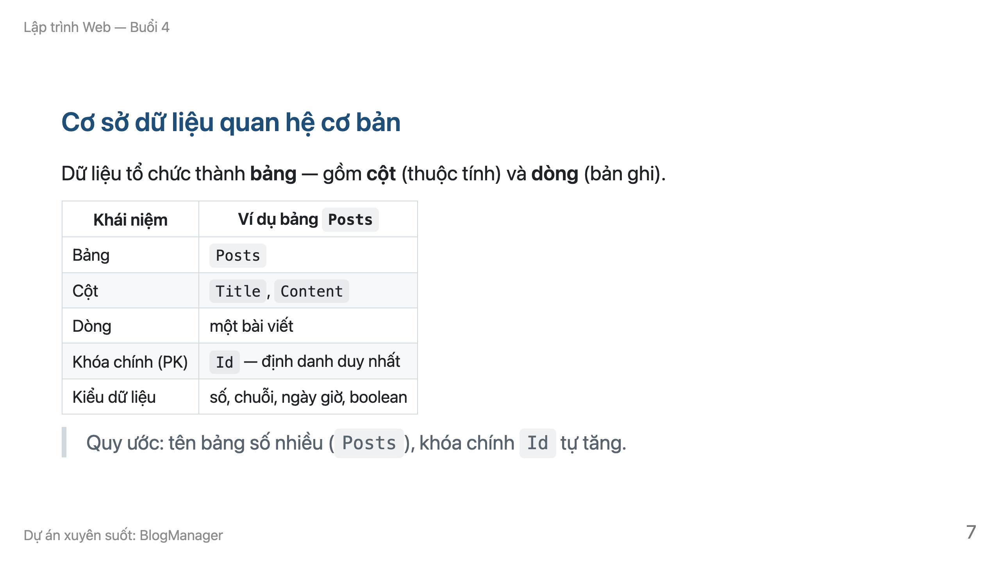 Lập trình Web — Buổi 4
Cơ sở dữ liệu quan hệ cơ bản
Dữ liệu tổ chức thành bảng — gồm cột (thuộc tính) và dòng (bản ghi).
Khái niệm Ví dụ bảng Posts
Bảng Posts
Cột Title, Content
Dòng một bài viết
Khóa chính (PK) Id — định danh duy nhất
Kiểu dữ liệu số, chuỗi, ngày giờ, boolean
Quy ước: tên bảng số nhiều (Posts), khóa chính Id tự tăng.
Dự án xuyên suốt: BlogManager
7